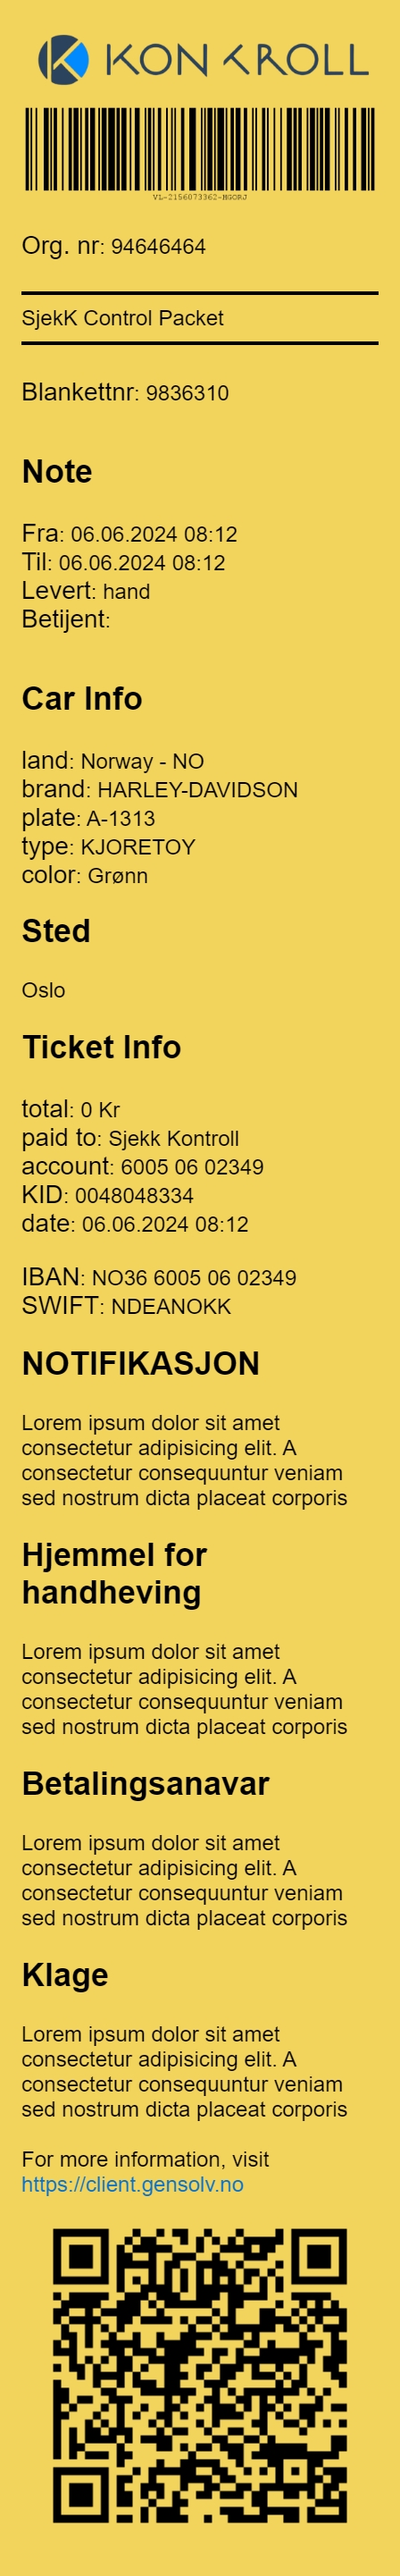 KONTROLL
VL-2156073362-HGORJ
Org. nr: 94646464
SjekK Control Packet
Blankettnr: 9836310
Note
Fra: 06.06.2024 08:12
Til: 06.06.2024 08:12
Levert: hand
Betijent:
Car Info
land: Norway - NO
brand: HARLEY-DAVIDSON
plate: A-1313
type: KJORETOY
color: Grønn
Sted
Oslo
Ticket Info
total: 0 Kr
paid to: Sjekk Kontroll
account: 6005 06 02349
KID: 0048048334
date: 06.06.2024 08:12
IBAN: NO36 6005 06 02349
SWIFT: NDEANOKK
NOTIFIKASJON
Lorem ipsum dolor sit amet
consectetur adipisicing elit. A
consectetur consequuntur veniam
sed nostrum dicta placeat corporis
Hjemmel for
handheving
Lorem ipsum dolor sit amet
consectetur adipisicing elit. A
consectetur consequuntur veniam
sed nostrum dicta placeat corporis
Betalingsanavar
Lorem ipsum dolor sit amet
consectetur adipisicing elit. A
consectetur consequuntur veniam
sed nostrum dicta placeat corporis
Klage
Lorem ipsum dolor sit amet
consectetur adipisicing elit. A
consectetur consequuntur veniam
sed nostrum dicta placeat corporis
For more information, visit
https://client.gensolv.no